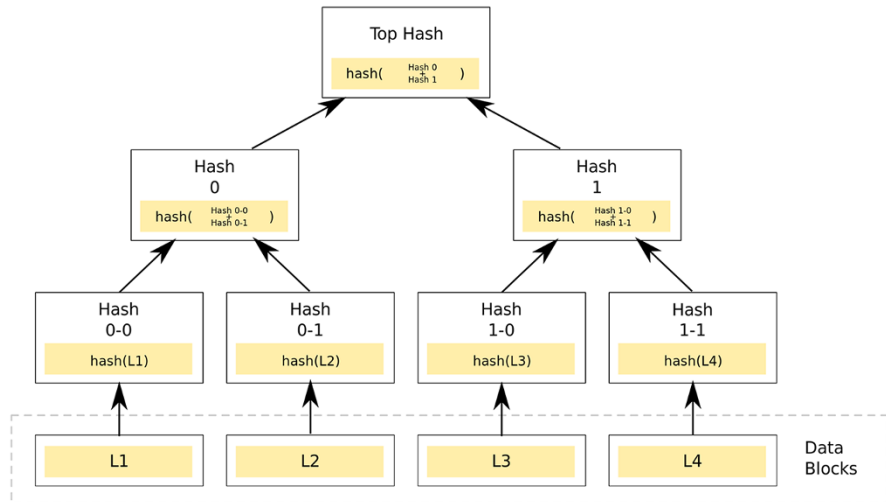 Top Hash
hash( Hash 0 + Hash 1 )
Hash
0
hash( Hash 0-0 + Hash 0-1 )
Hash
1
hash( Hash 1-0 + Hash 1-1 )
Hash
0-0
hash(L1)
Hash
0-1
hash(L2)
Hash
1-0
hash(L3)
Hash
1-1
hash(L4)
L1
L2
L3
L4
Data
Blocks